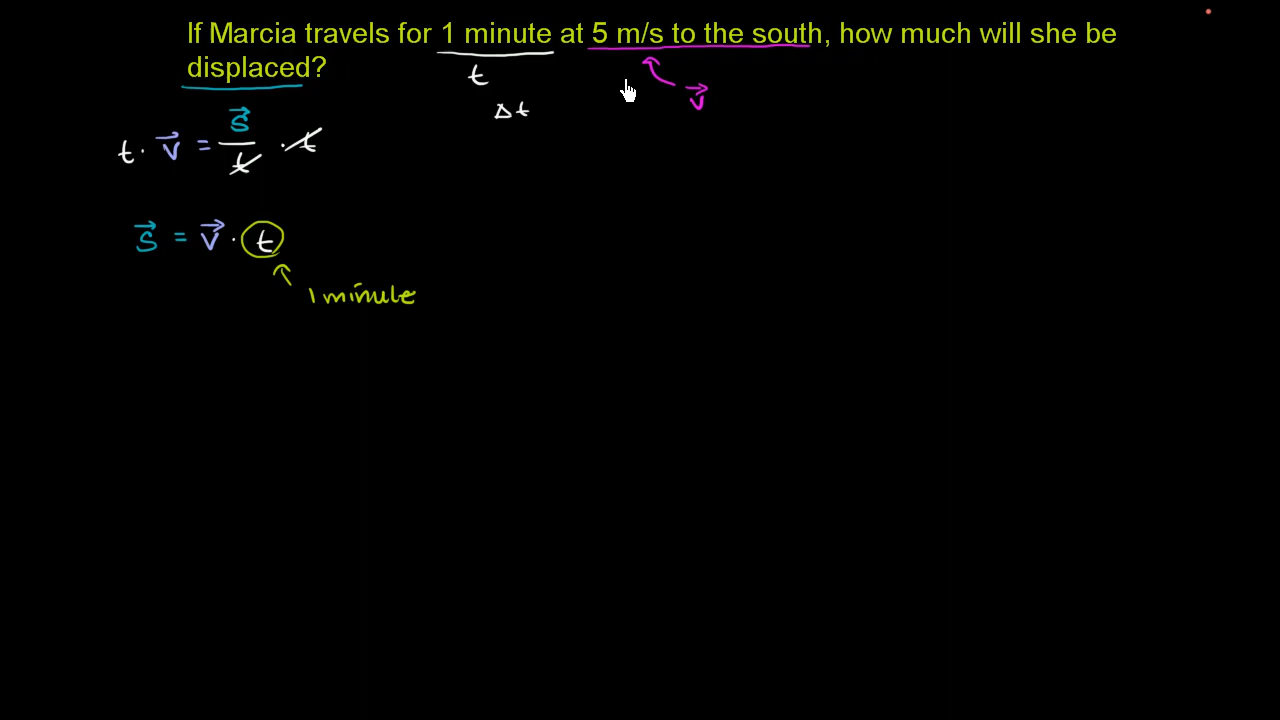 If Marcia travels for 1 minute at 5 m/s to the south, how much will she be
displaced?
t
v⃗
Δt
t · v⃗ = s⃗/t · t
s⃗ = v⃗ · t
1 minute